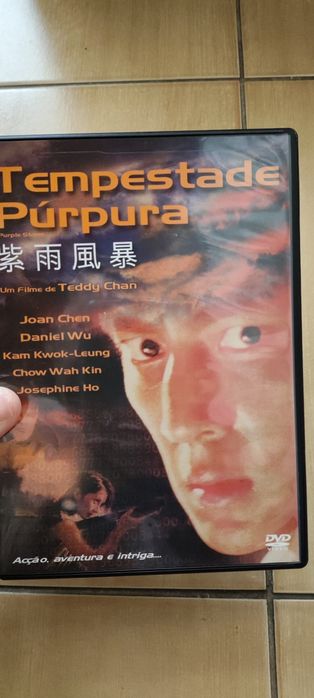 Tempestade
Púrpura
Purple Storm
紫雨風暴
Um Filme de Teddy Chan
Joan Chen
Daniel Wu
Kam Kwok-Leung
Chow Wah Kin
Josephine Ho
Acção, aventura e intriga...
DVD
VIDEO